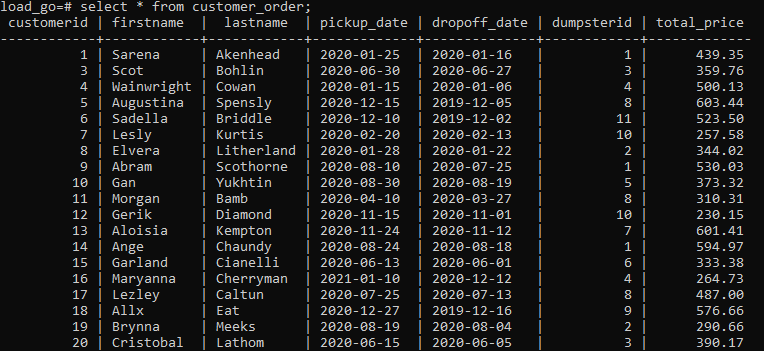 load_go=# select * from customer_order;
 customerid | firstname  |  lastname  | pickup_date | dropoff_date | dumpsterid | total_price
------------+------------+------------+-------------+--------------+------------+-------------
          1 | Sarena     | Akenhead   | 2020-01-25  | 2020-01-16   |          1 |      439.35
          3 | Scot       | Bohlin     | 2020-06-30  | 2020-06-27   |          3 |      359.76
          4 | Wainwright | Cowan      | 2020-01-15  | 2020-01-06   |          4 |      500.13
          5 | Augustina  | Spensly    | 2020-12-15  | 2019-12-05   |          8 |      603.44
          6 | Sadella    | Briddle    | 2020-12-10  | 2019-12-02   |         11 |      523.50
          7 | Lesly      | Kurtis     | 2020-02-20  | 2020-02-13   |         10 |      257.58
          8 | Elvera     | Litherland | 2020-01-28  | 2020-01-22   |          2 |      344.02
          9 | Abram      | Scothorne  | 2020-08-10  | 2020-07-25   |          1 |      530.03
         10 | Gan        | Yukhtin    | 2020-08-30  | 2020-08-19   |          5 |      373.32
         11 | Morgan     | Bamb       | 2020-04-10  | 2020-03-27   |          8 |      310.31
         12 | Gerik      | Diamond    | 2020-11-15  | 2020-11-01   |         10 |      230.15
         13 | Aloisia    | Kempton    | 2020-11-24  | 2020-11-12   |          7 |      601.41
         14 | Ange       | Chaundy    | 2020-08-24  | 2020-08-18   |          1 |      594.97
         15 | Garland    | Cianelli   | 2020-06-13  | 2020-06-01   |          6 |      333.38
         16 | Maryanna   | Cherryman  | 2021-01-10  | 2020-12-12   |          4 |      264.73
         17 | Lezley     | Caltun     | 2020-07-25  | 2020-07-13   |          8 |      487.00
         18 | Allx       | Eat        | 2020-12-27  | 2019-12-16   |          9 |      576.66
         19 | Brynna     | Meeks      | 2020-08-19  | 2020-08-04   |          2 |      290.66
         20 | Cristobal  | Lathom     | 2020-06-15  | 2020-06-05   |          3 |      390.17